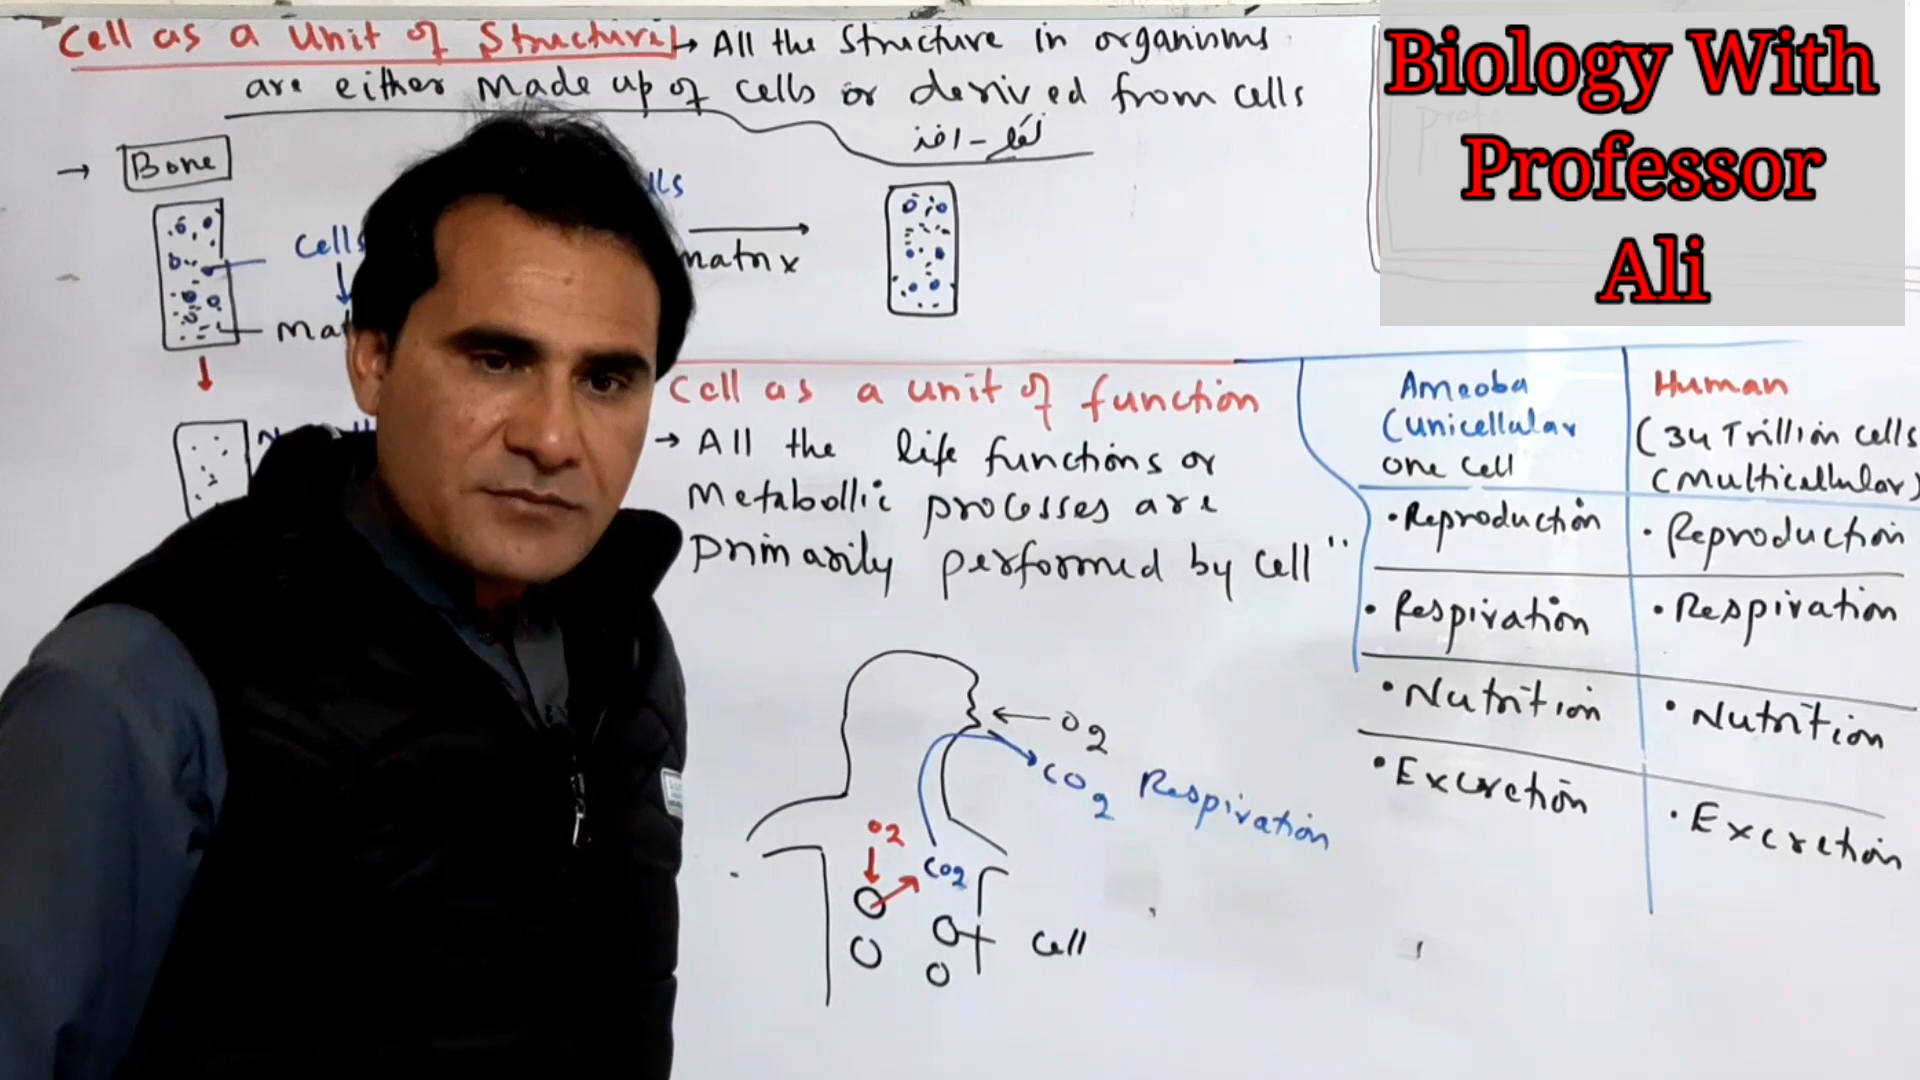 Cell as a Unit of Structure → All the Structure in organisms
are either Made up of cells or derived from cells
→ Bone
cells
matrix
Cells
Cell as a unit of function
→ All the life functions or
Metabollic processes are
primarily performed by cell"
O2
CO2 Respiration
O2
CO2
Cell
Ameoba
(unicellular
one cell
• Reproduction
• Respiration
• Nutrition
• Excretion
Human
(34 Trillion cells
(Multicellular)
• Reproduction
• Respiration
• Nutrition
• Excretion
Biology With
Professor
Ali